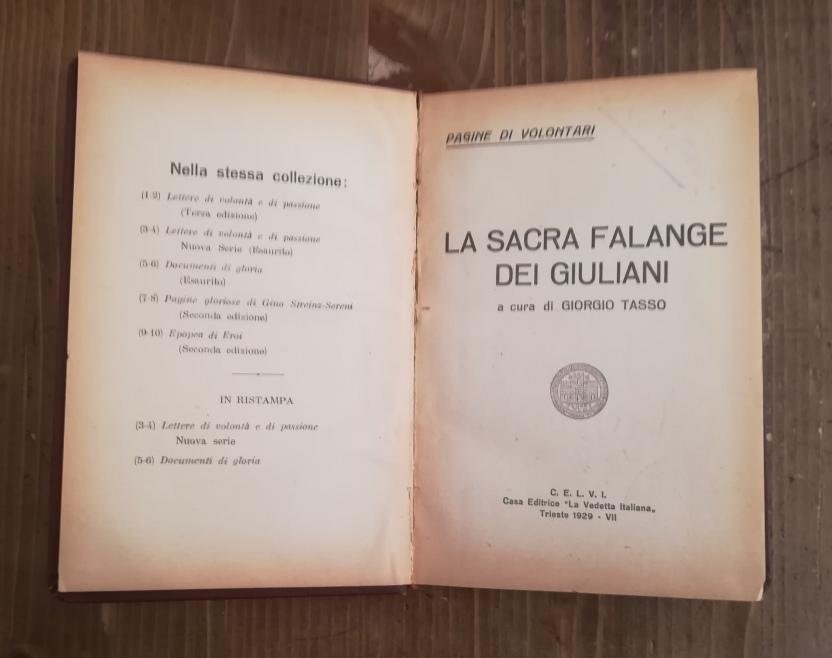 Nella stessa collezione:
(1-2) Lettere di volontà e di passione
(Terza edizione)
(3-4) Lettere di volontà e di passione
Nuova Serie (Esaurito)
(5-6) Documenti di gloria
(Esaurito)
(7-8) Pagine gloriose di Gino Streinz-Sereni
(Seconda edizione)
(9-10) Epopea di Eroi
(Seconda edizione)
IN RISTAMPA
(3-4) Lettere di volontà e di passione
Nuova serie
(5-6) Documenti di gloria
PAGINE DI VOLONTARI
LA SACRA FALANGE
DEI GIULIANI
a cura di GIORGIO TASSO
C. E. L. V. I.
Casa Editrice "La Vedetta Italiana„
Trieste 1929 - VII